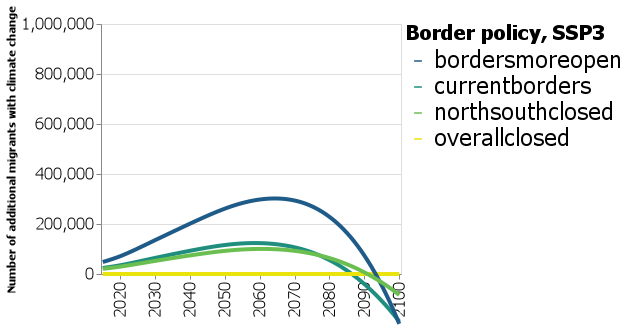 Number of additional migrants with climate change
1,000,000
800,000
600,000
400,000
200,000
0
2020
2030
2040
2050
2060
2070
2080
2090
2100
Border policy, SSP3
bordersmoreopen
currentborders
northsouthclosed
overallclosed